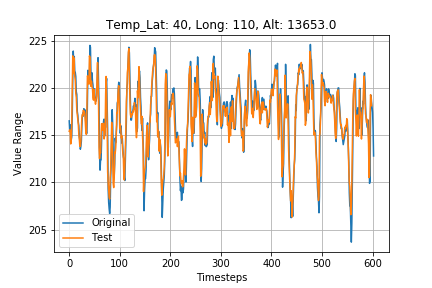 Temp_Lat: 40, Long: 110, Alt: 13653.0
225
220
215
210
205
Value Range
Original
Test
0 100 200 300 400 500 600
Timesteps